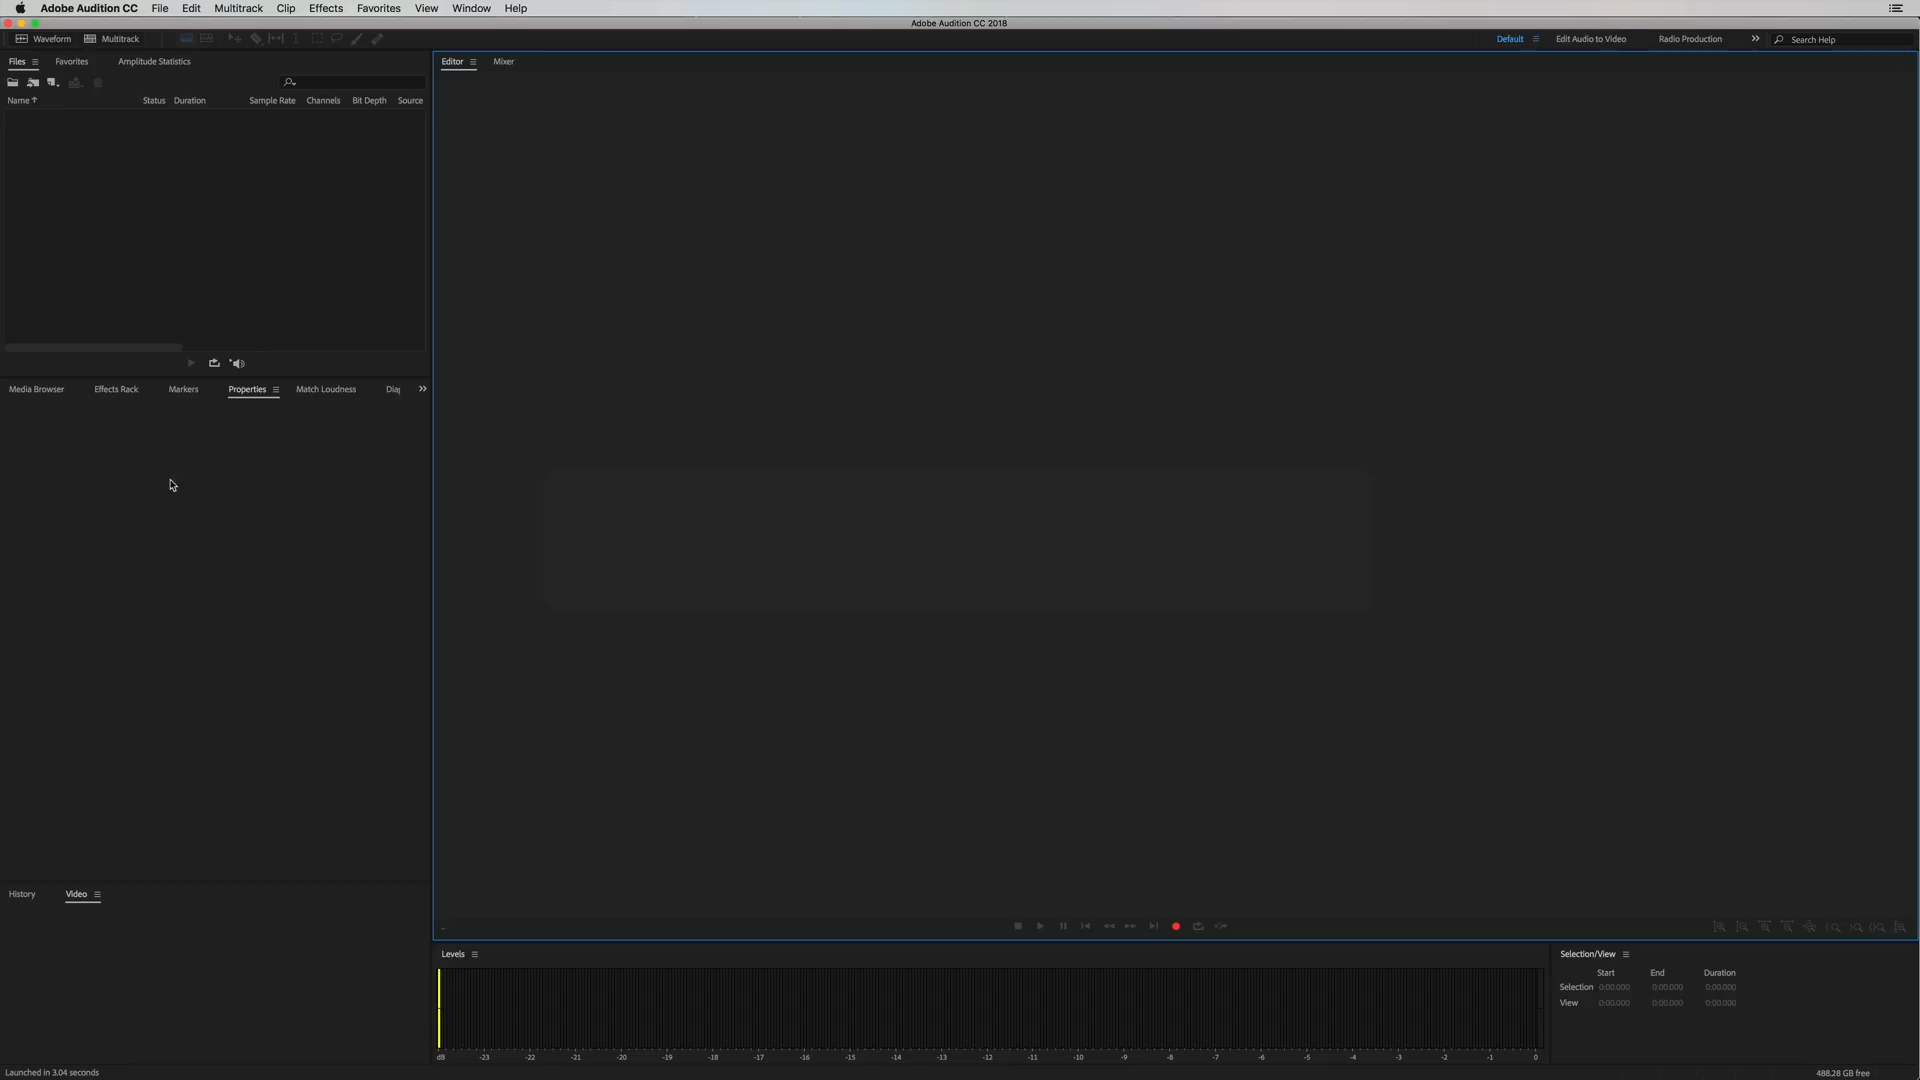 Adobe Audition CC File Edit Multitrack Clip Effects Favorites View Window Help
Adobe Audition CC 2018
Waveform Multitrack Default Edit Audio to Video Radio Production Search Help
Files Favorites Amplitude Statistics
Name Status Duration Sample Rate Channels Bit Depth Source
Media Browser Effects Rack Markers Properties Match Loudness
History Video
Editor Mixer
Levels
dB -23 -22 -21 -20 -19 -18 -17 -16 -15 -14 -13 -12 -11 -10 -9 -8 -7 -6 -5 -4 -3 -2 -1 0
Selection/View
Start End Duration
Selection 0:00.000 0:00.000 0:00.000
View 0:00.000 0:00.000 0:00.000
Launched in 3.04 seconds
488.28 GB free